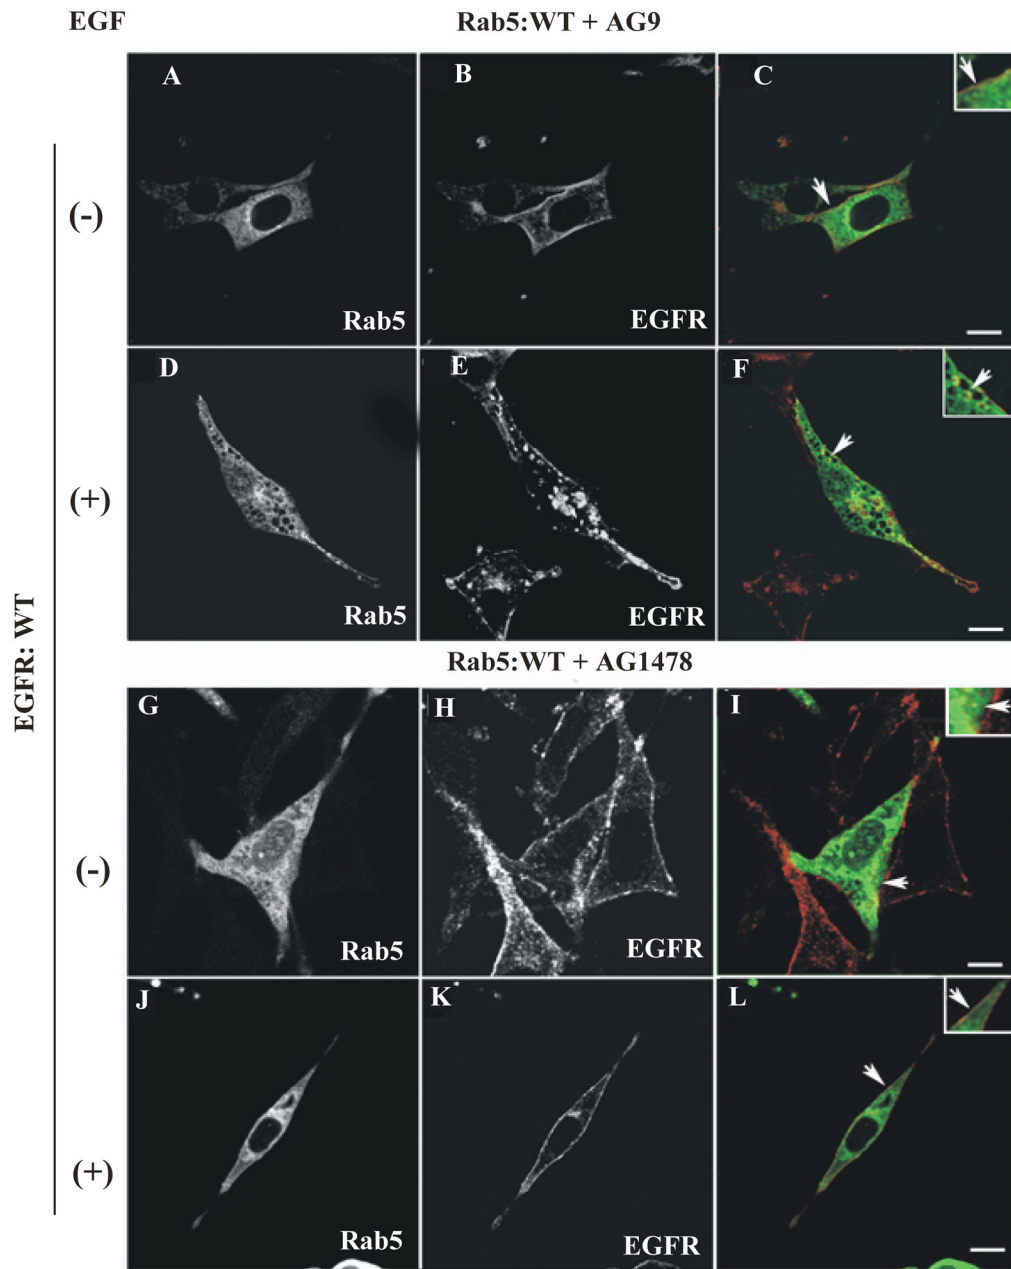 EGF Rab5:WT + AG9
A B C
(-)
Rab5 EGFR
D E F
(+)
Rab5 EGFR
EGFR: WT
Rab5:WT + AG1478
G H I
(-)
Rab5 EGFR
J K L
(+)
Rab5 EGFR